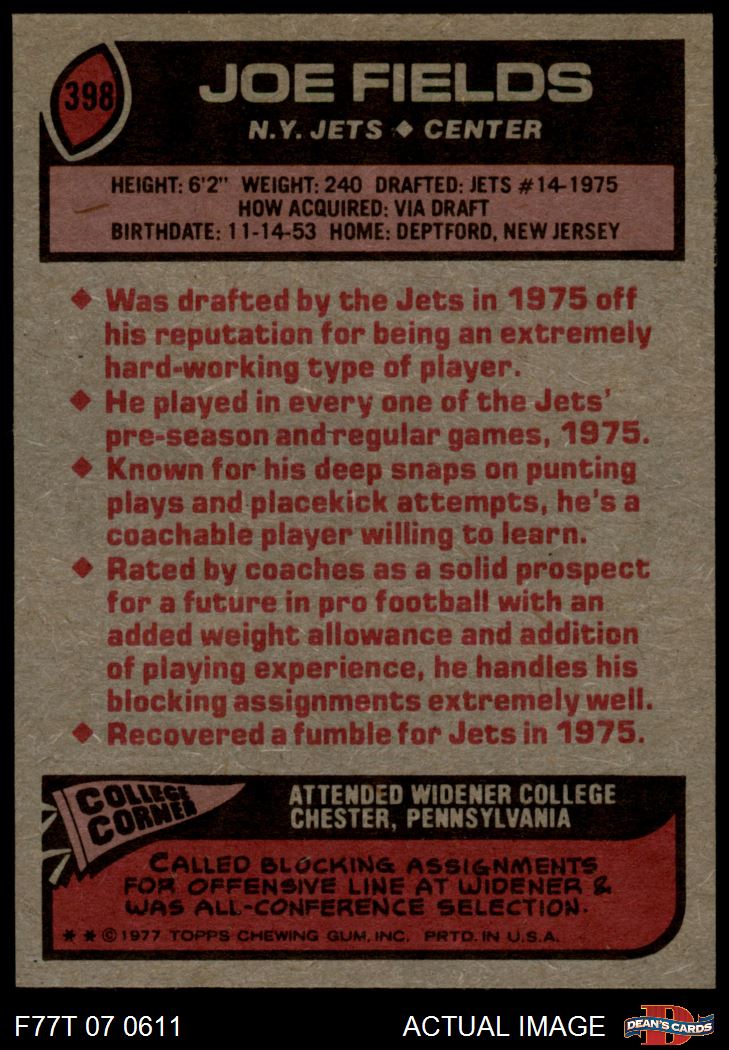 398
JOE FIELDS
N.Y. JETS ◆ CENTER
HEIGHT: 6'2" WEIGHT: 240 DRAFTED: JETS #14-1975
HOW ACQUIRED: VIA DRAFT
BIRTHDATE: 11-14-53 HOME: DEPTFORD, NEW JERSEY
◆ Was drafted by the Jets in 1975 off
his reputation for being an extremely
hard-working type of player.
◆ He played in every one of the Jets'
pre-season and regular games, 1975.
◆ Known for his deep snaps on punting
plays and placekick attempts, he's a
coachable player willing to learn.
◆ Rated by coaches as a solid prospect
for a future in pro football with an
added weight allowance and addition
of playing experience, he handles his
blocking assignments extremely well.
◆ Recovered a fumble for Jets in 1975.
COLLEGE
CORNER
ATTENDED WIDENER COLLEGE
CHESTER, PENNSYLVANIA
CALLED BLOCKING ASSIGNMENTS
FOR OFFENSIVE LINE AT WIDENER &
WAS ALL-CONFERENCE SELECTION.
* * © 1977 TOPPS CHEWING GUM, INC. PRTD. IN U.S.A.
F77T 07 0611
ACTUAL IMAGE
D
DEAN'S CARDS